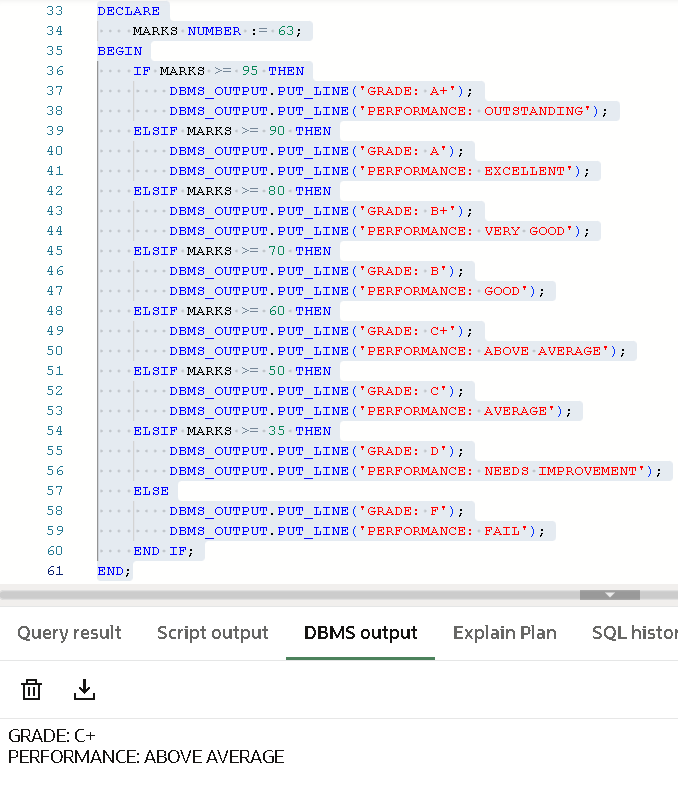 33 DECLARE
34 MARKS NUMBER := 63;
35 BEGIN
36 IF MARKS >= 95 THEN
37 DBMS_OUTPUT.PUT_LINE('GRADE: A+');
38 DBMS_OUTPUT.PUT_LINE('PERFORMANCE: OUTSTANDING');
39 ELSIF MARKS >= 90 THEN
40 DBMS_OUTPUT.PUT_LINE('GRADE: A');
41 DBMS_OUTPUT.PUT_LINE('PERFORMANCE: EXCELLENT');
42 ELSIF MARKS >= 80 THEN
43 DBMS_OUTPUT.PUT_LINE('GRADE: B+');
44 DBMS_OUTPUT.PUT_LINE('PERFORMANCE: VERY GOOD');
45 ELSIF MARKS >= 70 THEN
46 DBMS_OUTPUT.PUT_LINE('GRADE: B');
47 DBMS_OUTPUT.PUT_LINE('PERFORMANCE: GOOD');
48 ELSIF MARKS >= 60 THEN
49 DBMS_OUTPUT.PUT_LINE('GRADE: C+');
50 DBMS_OUTPUT.PUT_LINE('PERFORMANCE: ABOVE AVERAGE');
51 ELSIF MARKS >= 50 THEN
52 DBMS_OUTPUT.PUT_LINE('GRADE: C');
53 DBMS_OUTPUT.PUT_LINE('PERFORMANCE: AVERAGE');
54 ELSIF MARKS >= 35 THEN
55 DBMS_OUTPUT.PUT_LINE('GRADE: D');
56 DBMS_OUTPUT.PUT_LINE('PERFORMANCE: NEEDS IMPROVEMENT');
57 ELSE
58 DBMS_OUTPUT.PUT_LINE('GRADE: F');
59 DBMS_OUTPUT.PUT_LINE('PERFORMANCE: FAIL');
60 END IF;
61 END;
Query result Script output DBMS output Explain Plan SQL histor
GRADE: C+
PERFORMANCE: ABOVE AVERAGE